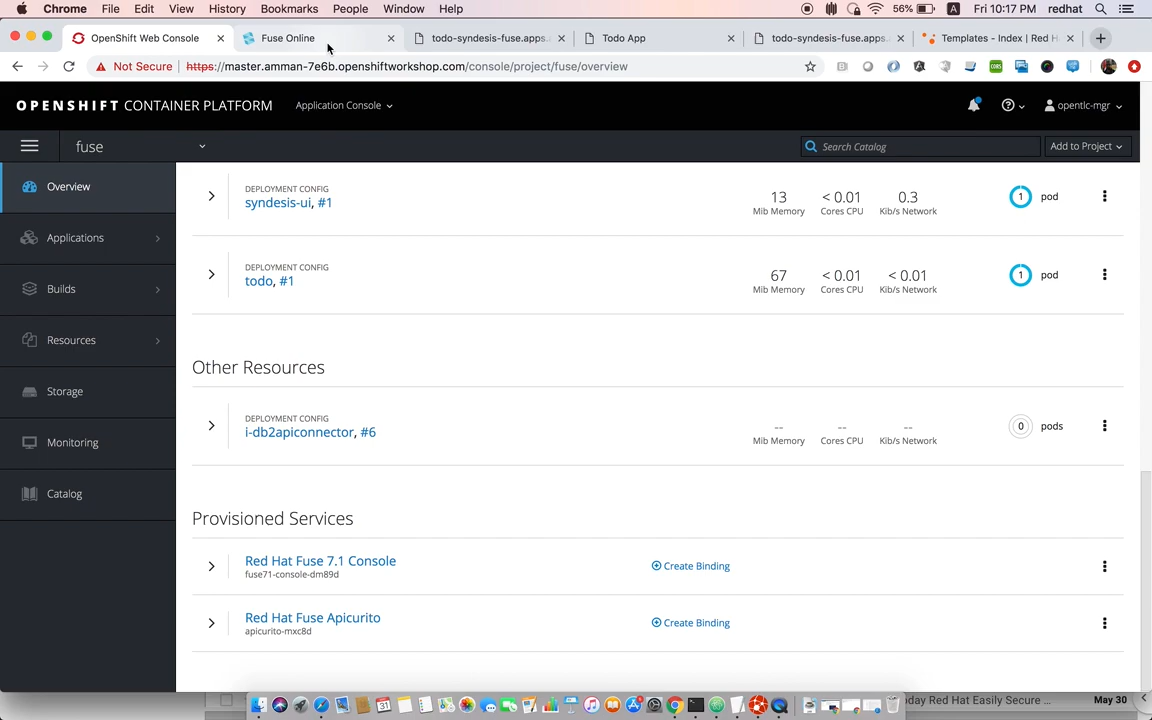 Chrome File Edit View History Bookmarks People Window Help 56% A Fri 10:17 PM redhat
OpenShift Web Console Fuse Online todo-syndesis-fuse.apps. Todo App todo-syndesis-fuse.apps. Templates - Index | Red H
Not Secure https://master.amman-7e6b.openshiftworkshop.com/console/project/fuse/overview
OPENSHIFT CONTAINER PLATFORM Application Console opentlc-mgr
fuse Search Catalog Add to Project
Overview
Applications
Builds
Resources
Storage
Monitoring
Catalog
DEPLOYMENT CONFIG
syndesis-ui, #1
13 < 0.01 0.3 1 pod
Mib Memory Cores CPU Kib/s Network
DEPLOYMENT CONFIG
todo, #1
67 < 0.01 < 0.01 1 pod
Mib Memory Cores CPU Kib/s Network
Other Resources
DEPLOYMENT CONFIG
i-db2apiconnector, #6
-- -- -- 0 pods
Mib Memory Cores CPU Kib/s Network
Provisioned Services
Red Hat Fuse 7.1 Console
fuse71-console-dm89d
Create Binding
Red Hat Fuse Apicurito
apicurito-mxc8d
Create Binding
oday Red Hat Easily Secure ... May 30